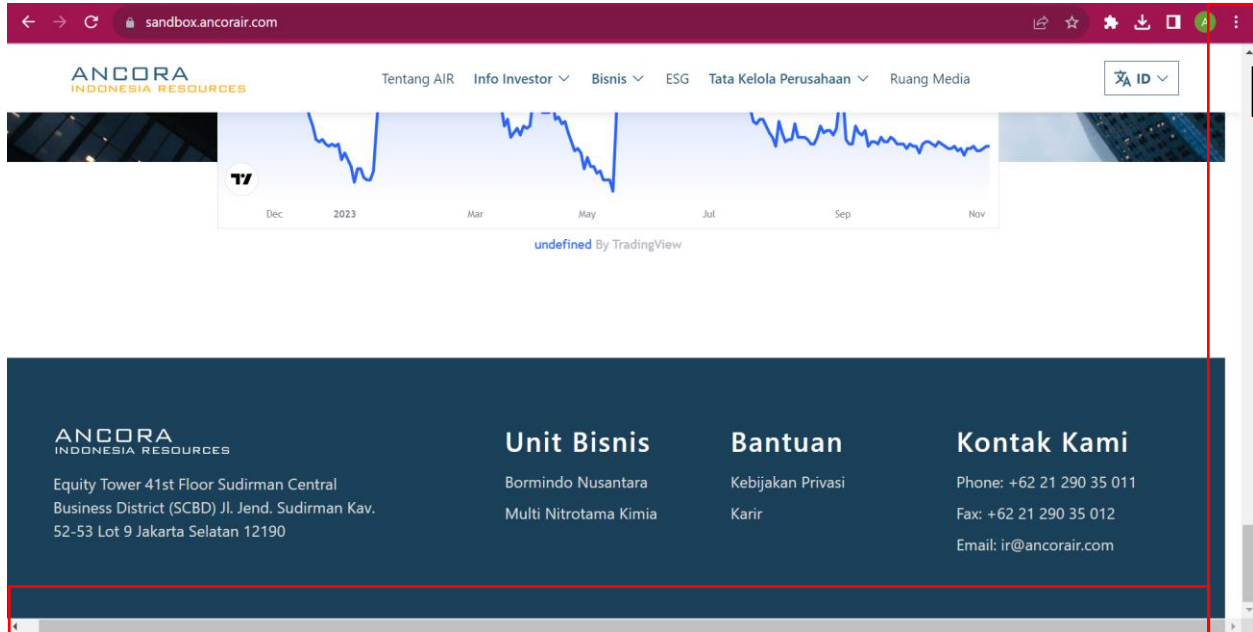 sandbox.ancorair.com
A
ANCORA
INDONESIA RESOURCES
Tentang AIR Info Investor Bisnis ESG Tata Kelola Perusahaan Ruang Media
ID
Dec 2023 Mar May Jul Sep Nov
undefined By TradingView
ANCORA
INDONESIA RESOURCES
Equity Tower 41st Floor Sudirman Central
Business District (SCBD) Jl. Jend. Sudirman Kav.
52-53 Lot 9 Jakarta Selatan 12190
Unit Bisnis
Bormindo Nusantara
Multi Nitrotama Kimia
Bantuan
Kebijakan Privasi
Karir
Kontak Kami
Phone: +62 21 290 35 011
Fax: +62 21 290 35 012
Email: ir@ancorair.com